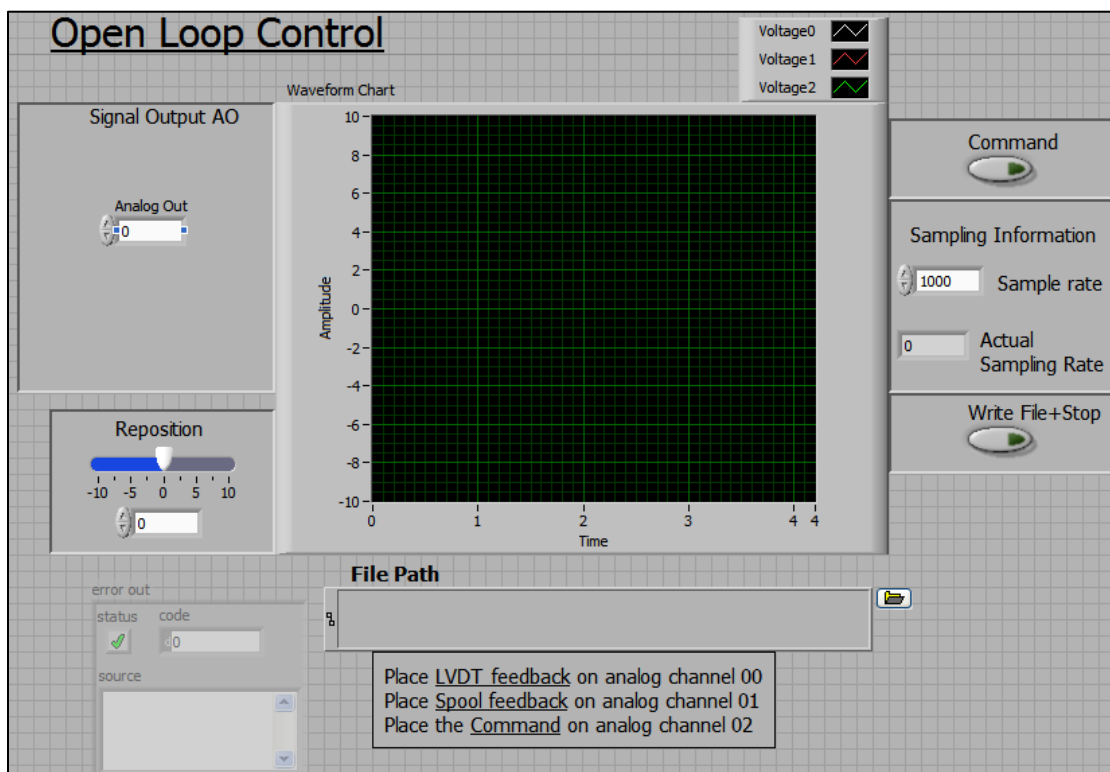 Open Loop Control
Voltage0
Voltage1
Voltage2
Waveform Chart
Signal Output AO
Analog Out
0
Amplitude
10
8
6
4
2
0
-2
-4
-6
-8
-10
0 1 2 3 4 4
Time
Command
Sampling Information
1000 Sample rate
0 Actual
Sampling Rate
Write File+Stop
Reposition
-10 -5 0 5 10
0
File Path
error out
status code
d0
source
Place LVDT feedback on analog channel 00
Place Spool feedback on analog channel 01
Place the Command on analog channel 02